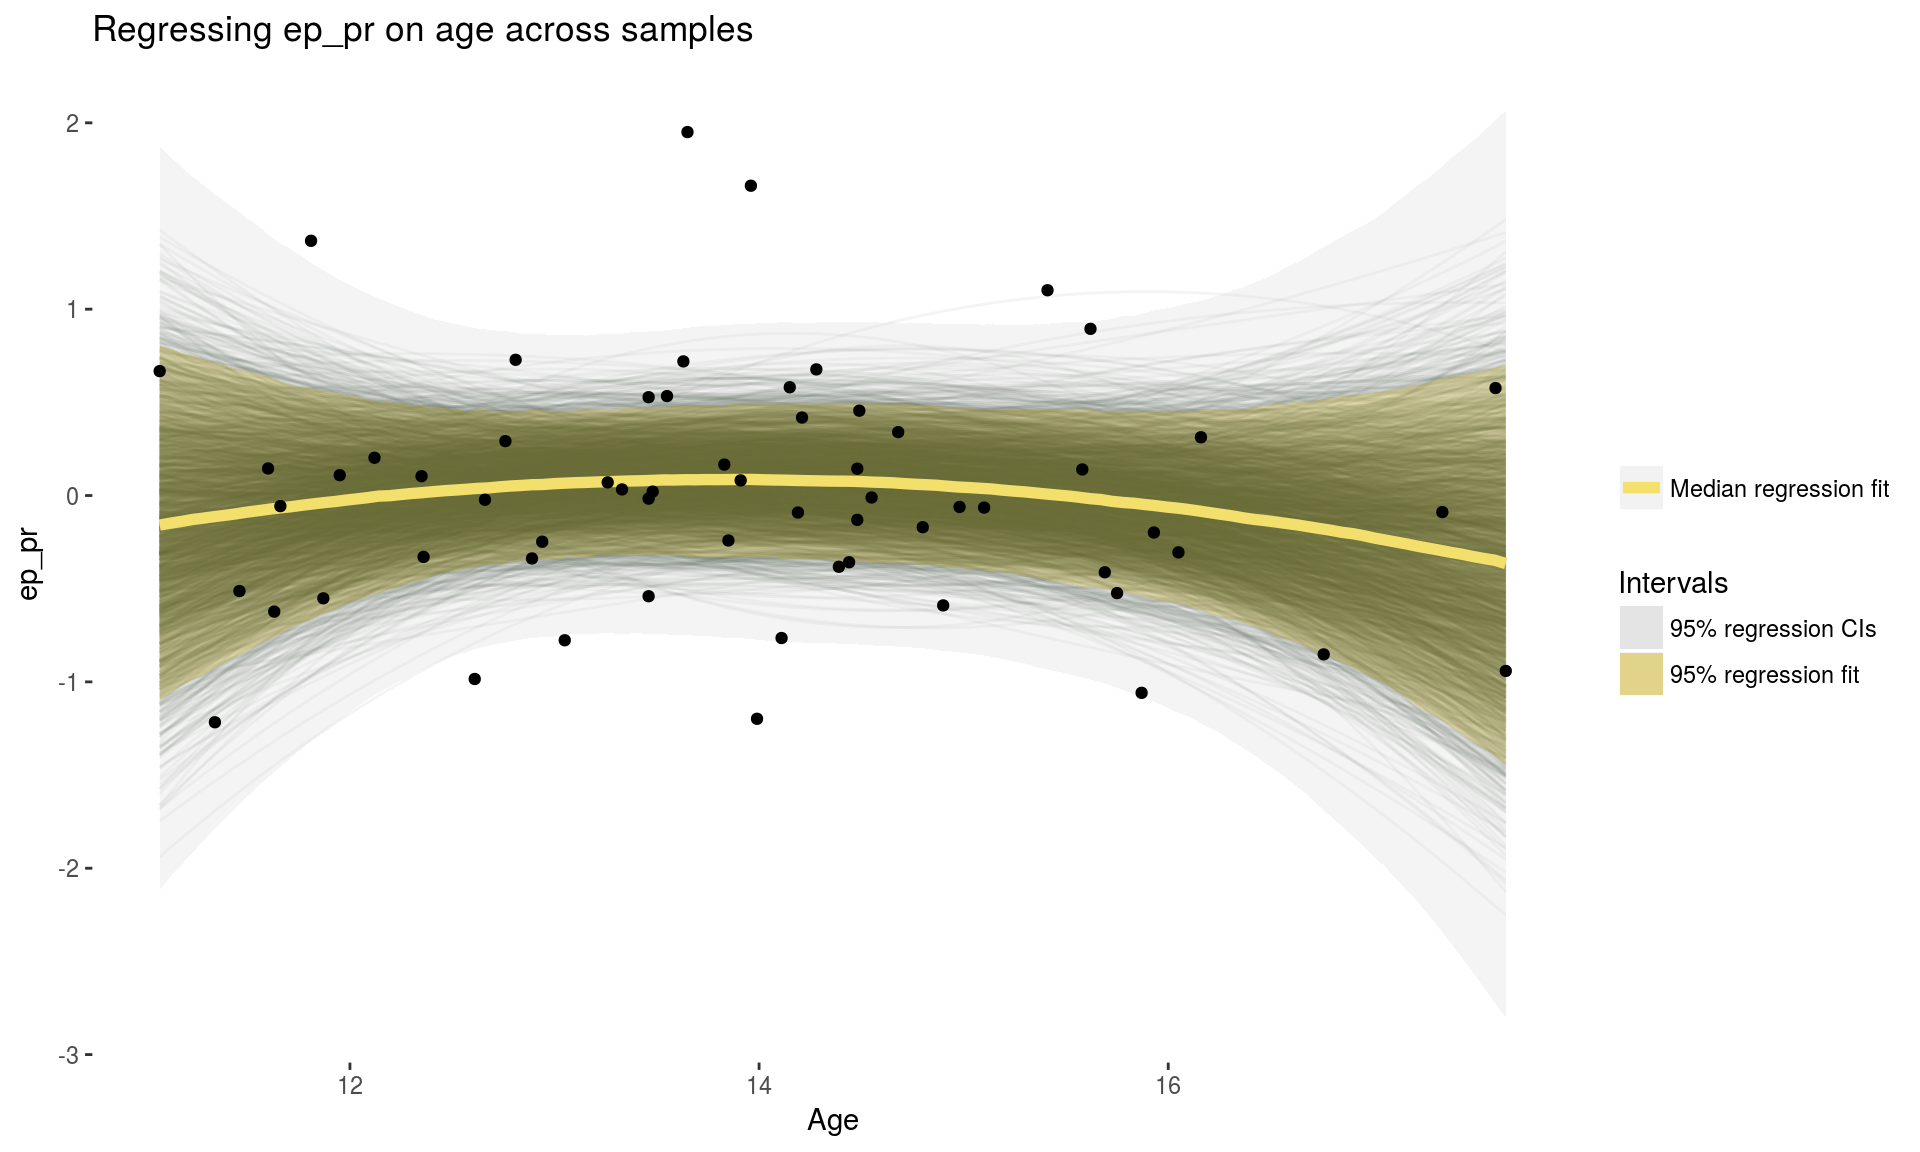 Regressing ep_pr on age across samples
2
1
0
-1
-2
-3
ep_pr
12
14
16
Age
Median regression fit
Intervals
95% regression CIs
95% regression fit